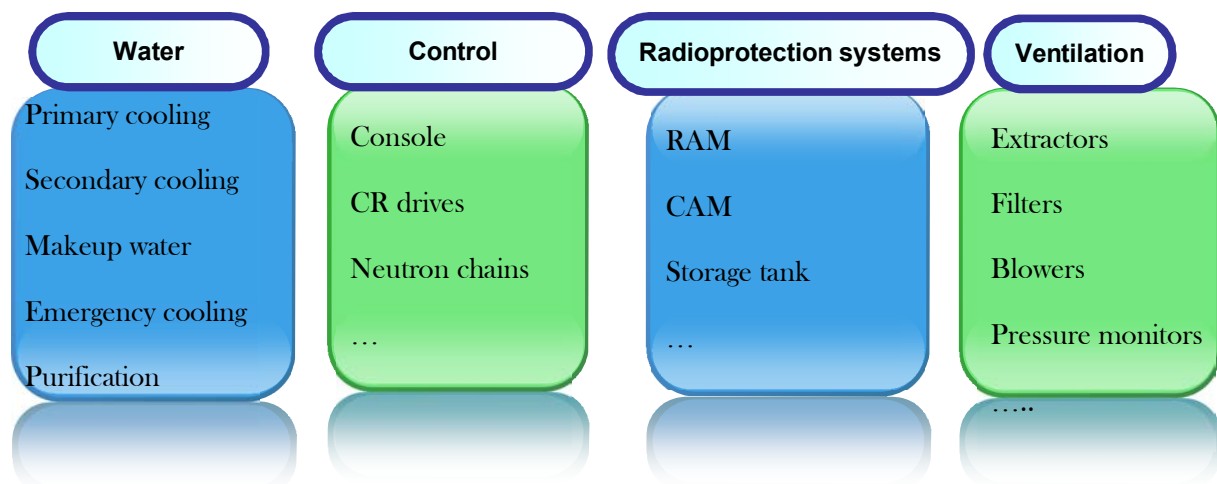 Water
Primary cooling
Secondary cooling
Makeup water
Emergency cooling
Purification
Control
Console
CR drives
Neutron chains
…
Radioprotection systems
RAM
CAM
Storage tank
…
Ventilation
Extractors
Filters
Blowers
Pressure monitors
…..